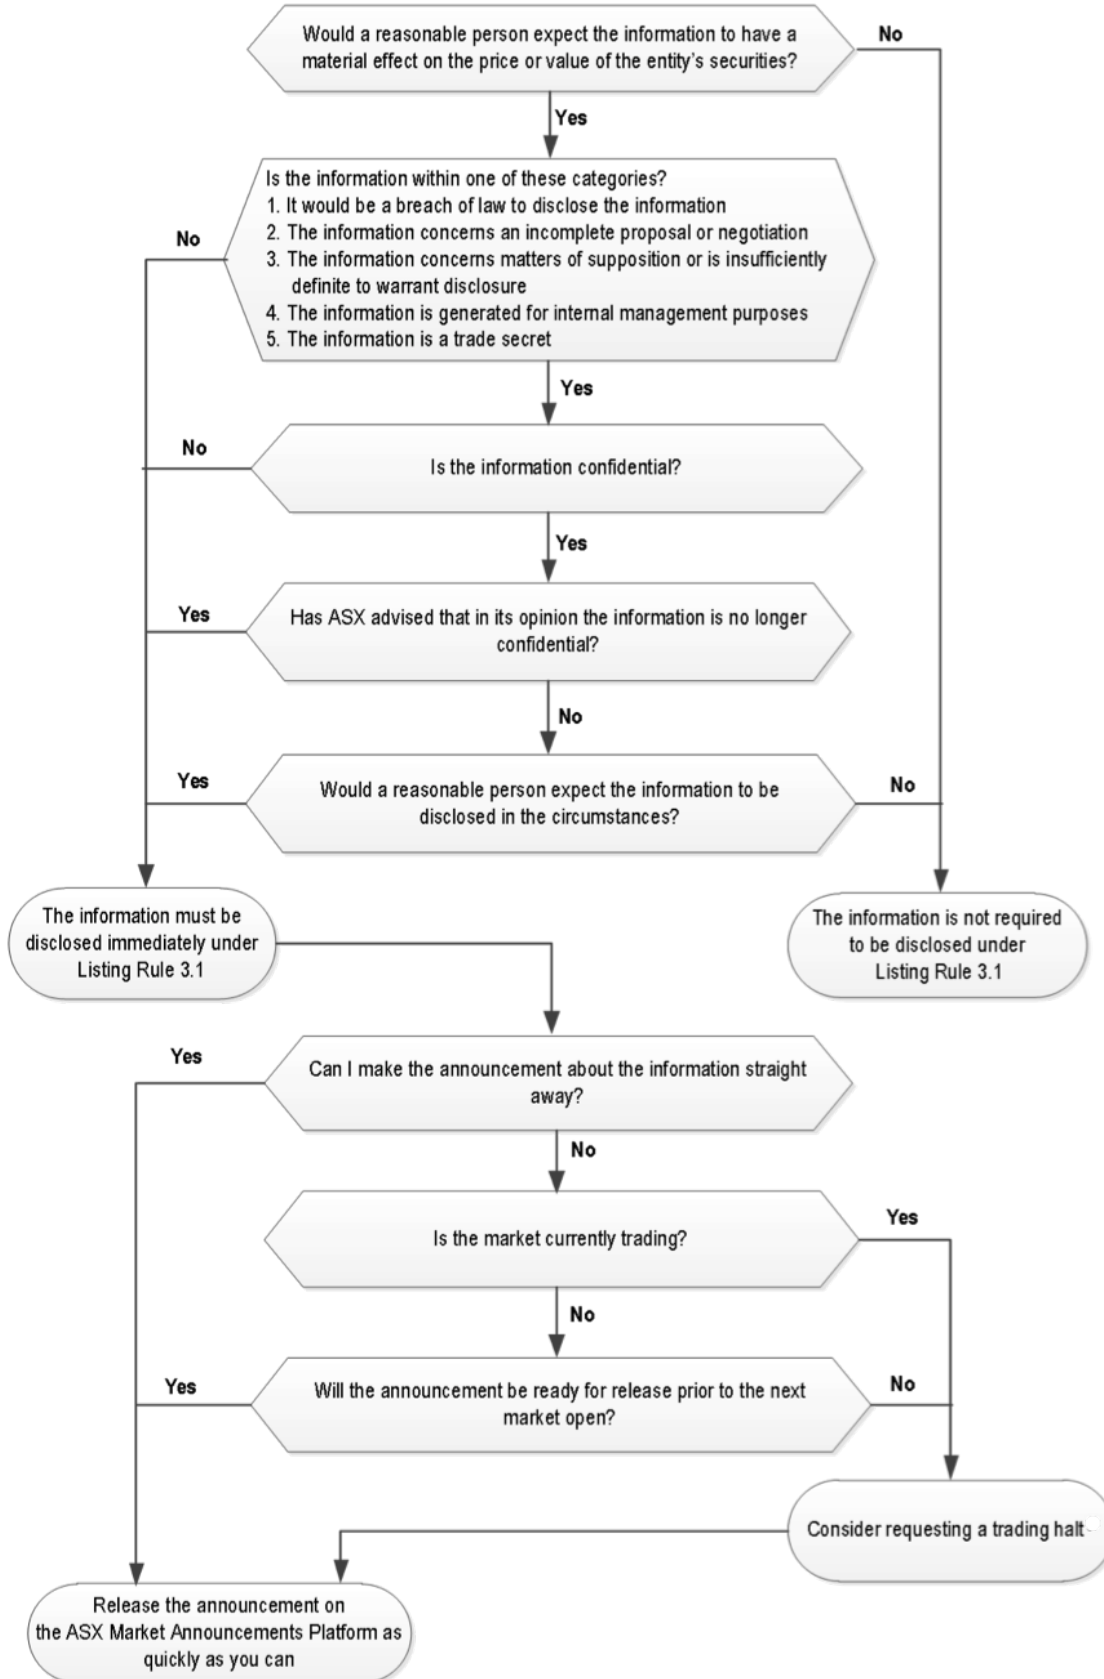 Would a reasonable person expect the information to have a
material effect on the price or value of the entity's securities?
No
Yes
Is the information within one of these categories?
1. It would be a breach of law to disclose the information
2. The information concerns an incomplete proposal or negotiation
3. The information concerns matters of supposition or is insufficiently
definite to warrant disclosure
4. The information is generated for internal management purposes
5. The information is a trade secret
No
Yes
No
Is the information confidential?
Yes
Yes
Has ASX advised that in its opinion the information is no longer
confidential?
No
Yes
Would a reasonable person expect the information to be
disclosed in the circumstances?
No
The information must be
disclosed immediately under
Listing Rule 3.1
The information is not required
to be disclosed under
Listing Rule 3.1
Yes
Can I make the announcement about the information straight
away?
No
Is the market currently trading?
Yes
No
Yes
Will the announcement be ready for release prior to the next
market open?
No
Consider requesting a trading halt
Release the announcement on
the ASX Market Announcements Platform as
quickly as you can